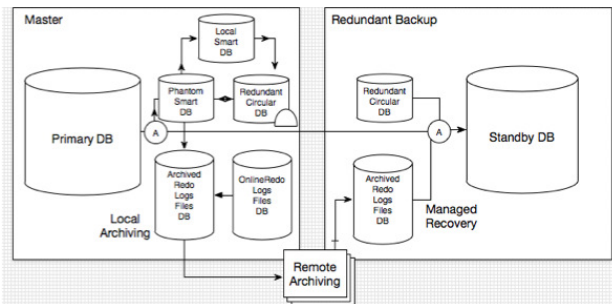 Master
Local
Smart
DB
Phantom
Smart
DB
Redundant
Circular
DB
Primary DB
A
Archived
Redo
Logs
Files
DB
OnlineRedo
Logs
Files
DB
Local
Archiving
Remote
Archiving
Redundant Backup
Redundant
Circular
DB
A
Standby DB
Archived
Redo
Logs
Files
DB
Managed
Recovery